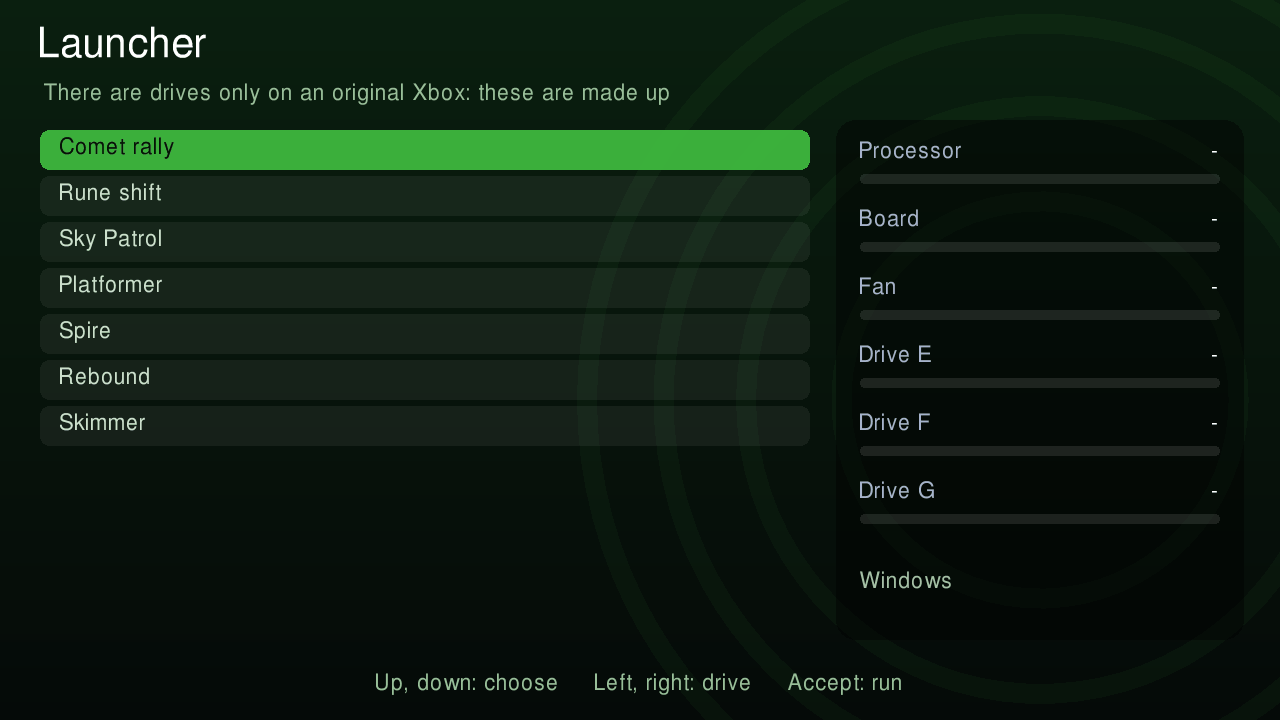 Launcher
There are drives only on an original Xbox: these are made up
Comet rally
Rune shift
Sky Patrol
Platformer
Spire
Rebound
Skimmer
Processor -
Board -
Fan -
Drive E -
Drive F -
Drive G -
Windows
Up, down: choose Left, right: drive Accept: run